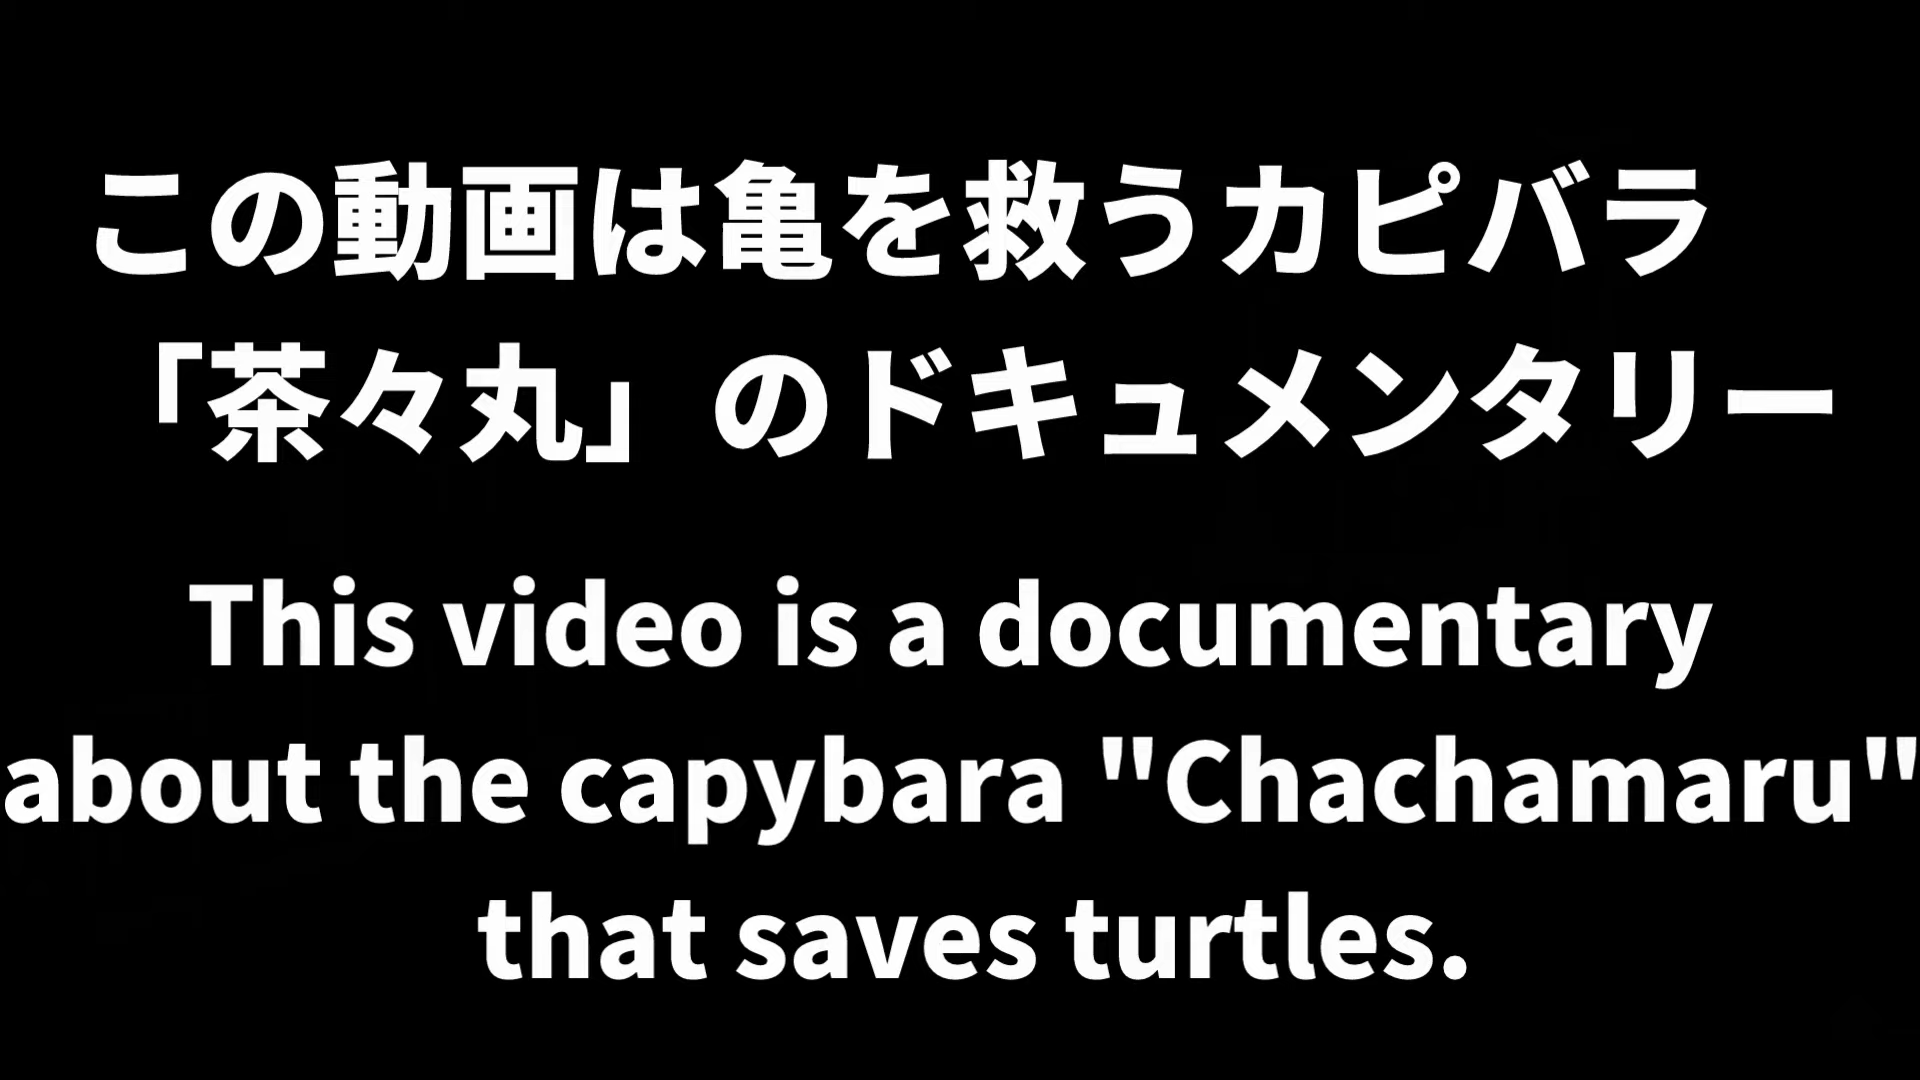 この動画は亀を救うカピバラ
「茶々丸」のドキュメンタリー
This video is a documentary
about the capybara "Chachamaru"
that saves turtles.